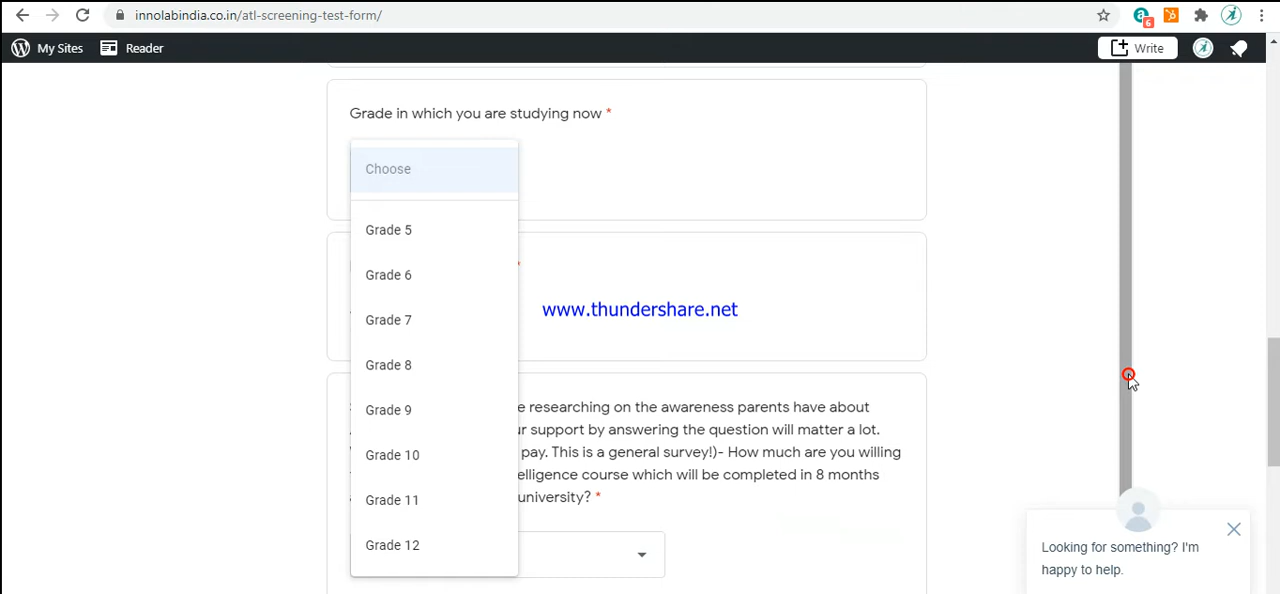 innolabindia.co.in/atl-screening-test-form/
6
My Sites
Reader
Write
Grade in which you are studying now *
Choose
Grade 5
Grade 6
*
Grade 7
www.thundershare.net
Grade 8
Grade 9
Grade 10
Grade 11
Grade 12
researching on the awareness parents have about
support by answering the question will matter a lot.
pay. This is a general survey!)- How much are you willing
course which will be completed in 8 months
university? *
Looking for something? I'm
happy to help.